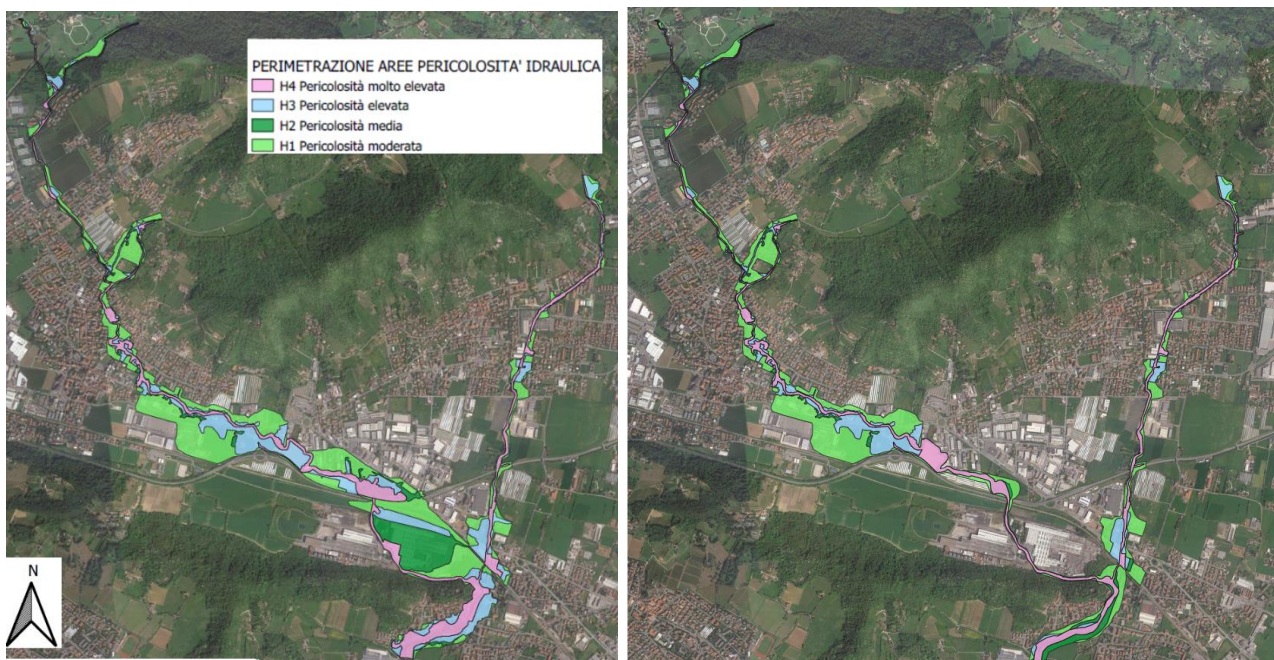 PERIMETRAZIONE AREE PERICOLOSITA' IDRAULICA
H4 Pericolosità molto elevata
H3 Pericolosità elevata
H2 Pericolosità media
H1 Pericolosità moderata
N